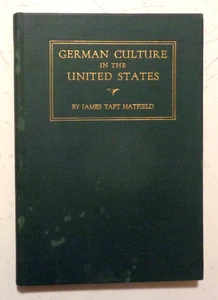 GERMAN CULTURE
IN THE
UNITED STATES
BY JAMES TAFT HATFIELD